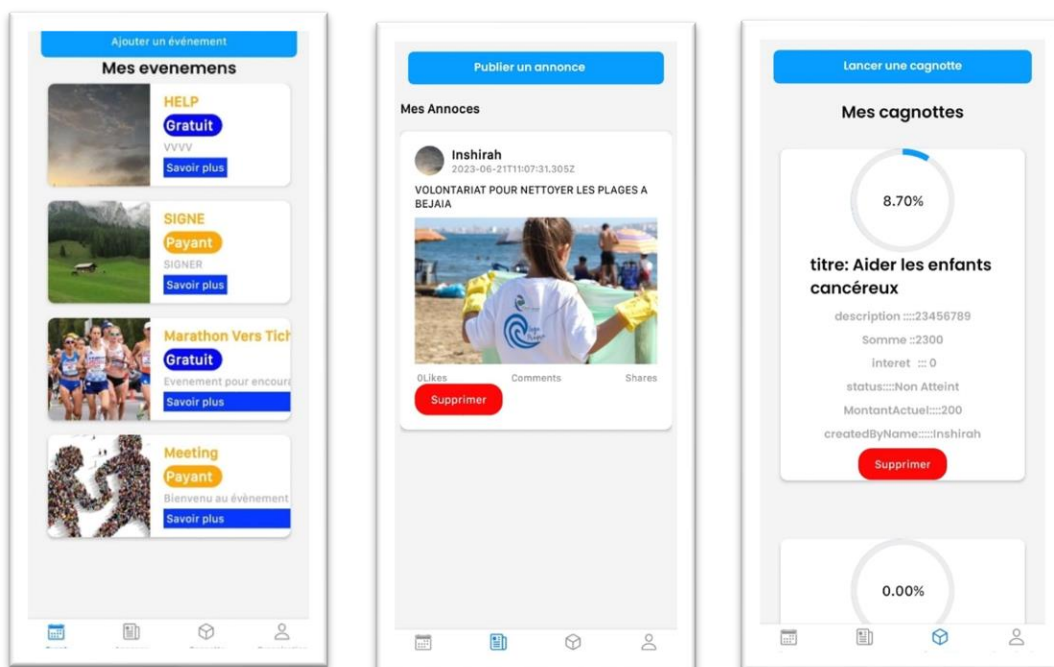 Ajouter un événement
Mes evenemens
HELP
Gratuit
VVVV
Savoir plus
SIGNE
Payant
SIGNER
Savoir plus
Marathon Vers Tich
Gratuit
Evenement pour encoura
Savoir plus
Meeting
Payant
Bienvenu au évènement
Savoir plus
Publier un annonce
Mes Annoces
Inshirah
2023-06-21T11:07:31.305Z
VOLONTARIAT POUR NETTOYER LES PLAGES A
BEJAIA
0Likes Comments Shares
Supprimer
Lancer une cagnotte
Mes cagnottes
8.70%
titre: Aider les enfants
cancéreux
description ::::23456789
Somme ::2300
interet ::: 0
status::::Non Atteint
MontantActuel::::200
createdByName:::::Inshirah
Supprimer
0.00%